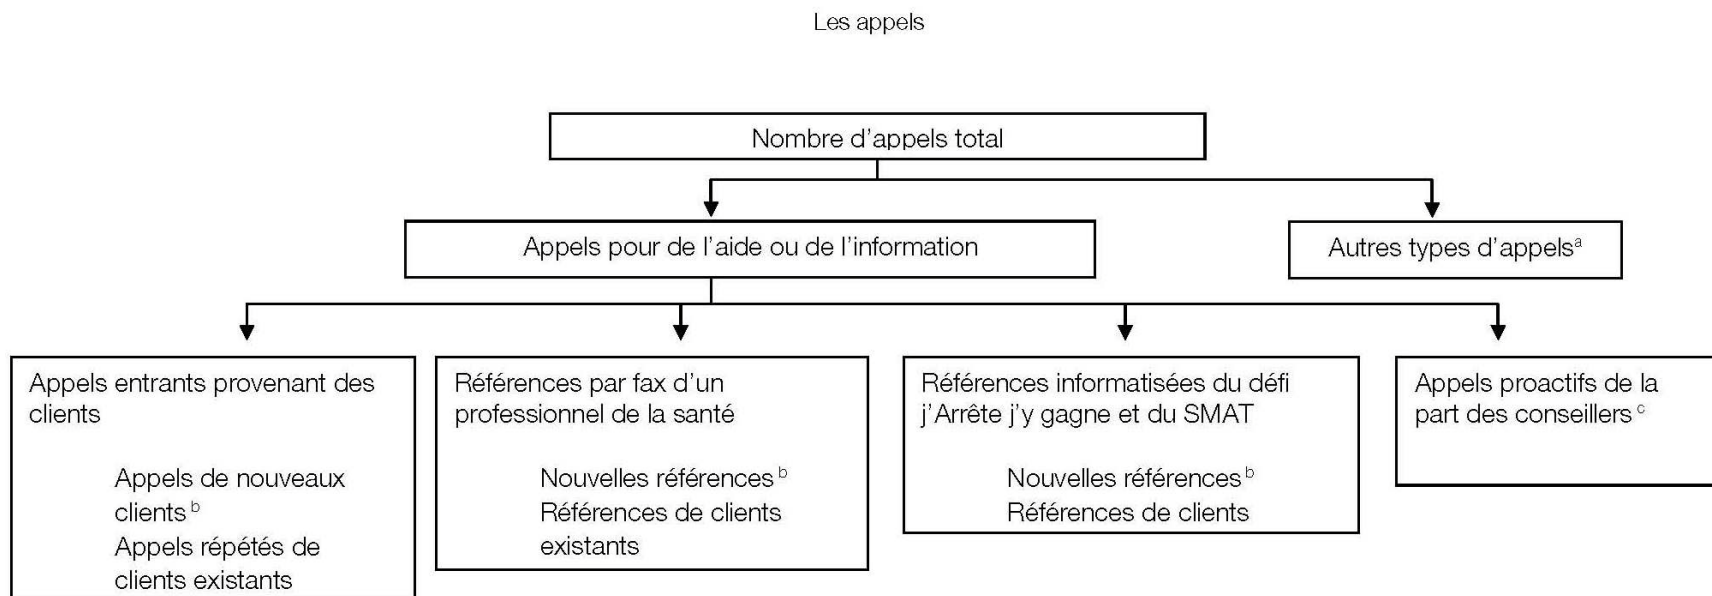 Les appels
Nombre d'appels total
Appels pour de l'aide ou de l'information
Autres types d'appelsᵃ
Appels entrants provenant des
clients
Appels de nouveaux
clients ᵇ
Appels répétés de
clients existants
Références par fax d'un
professionnel de la santé
Nouvelles références ᵇ
Références de clients
existants
Références informatisées du défi
j'Arrête j'y gagne et du SMAT
Nouvelles références ᵇ
Références de clients
Appels proactifs de la
part des conseillers ᶜ